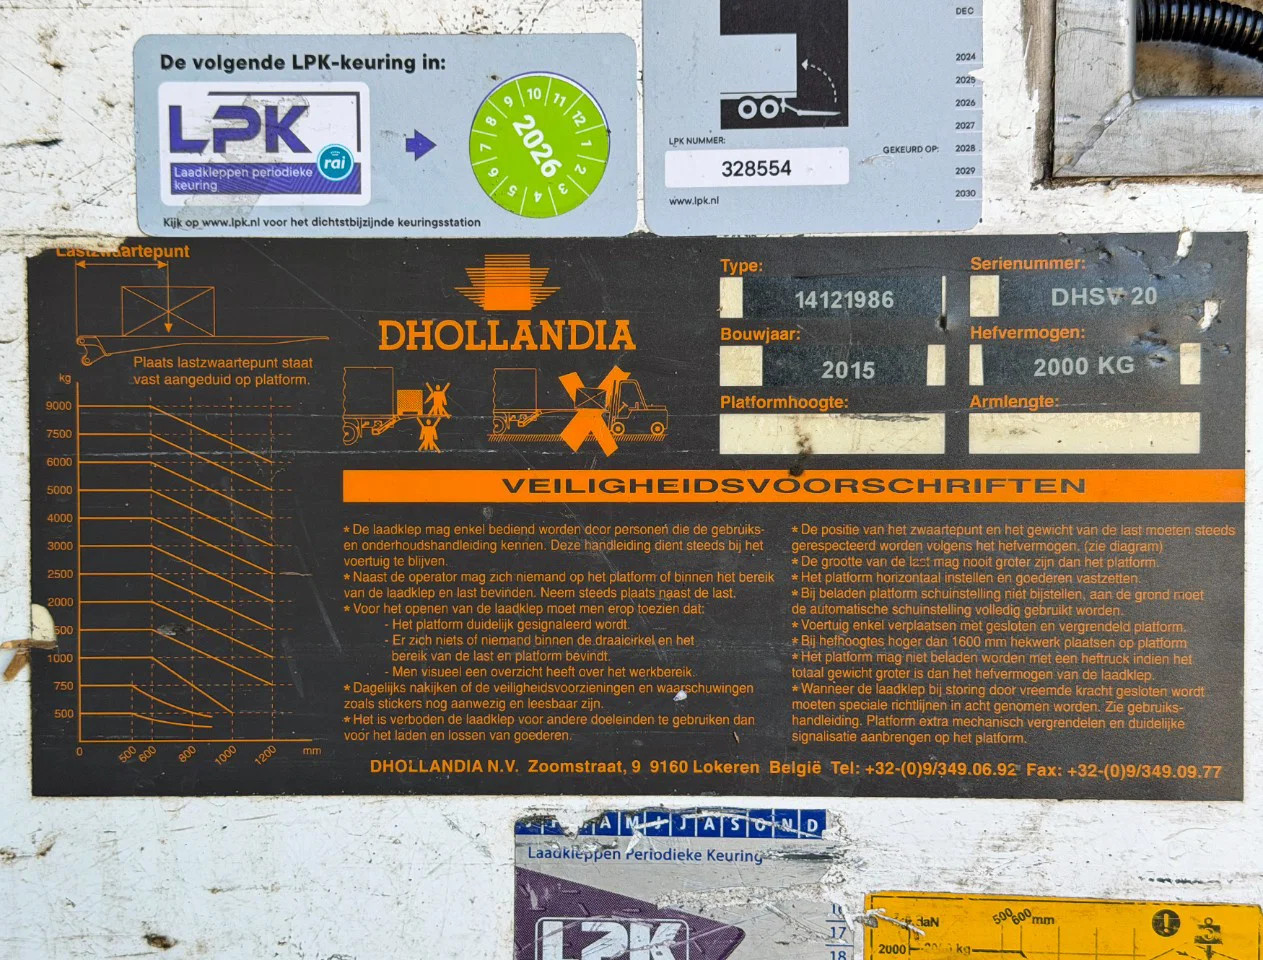 De volgende LPK-keuring in:
LPK
rai
Laadkleppen periodieke
keuring
2026
1 2 3 4 5 6 7 8 9 10 11 12
Kijk op www.lpk.nl voor het dichtstbijzijnde keuringsstation
DEC
2024
2025
2026
2027
2028
2029
2030
LPK NUMMER:
328554
GEKEURD OP:
www.lpk.nl
Lastzwaartepunt
Plaats lastzwaartepunt staat
vast aangeduid op platform.
kg
9000
7500
6000
5000
4000
3000
2500
2000
500
1000
750
500
0 500 600 800 1000 1200 mm
DHOLLANDIA
Type: 14121986
Serienummer: DHSV 20
Bouwjaar: 2015
Hefvermogen: 2000 KG
Platformhoogte:
Armlengte:
VEILIGHEIDSVOORSCHRIFTEN
* De laadklep mag enkel bediend worden door personen die de gebruiks-
en onderhoudshandleiding kennen. Deze handleiding dient steeds bij het
voertuig te blijven.
* Naast de operator mag zich niemand op het platform of binnen het bereik
van de laadklep en last bevinden. Neem steeds plaats naast de last.
* Voor het openen van de laadklep moet men erop toezien dat:
- Het platform duidelijk gesignaleerd wordt.
- Er zich niets of niemand binnen de draaicirkel en het
bereik van de last en platform bevindt.
- Men visueel een overzicht heeft over het werkbereik.
* Dagelijks nakijken of de veiligheidsvoorzieningen en waarschuwingen
zoals stickers nog aanwezig en leesbaar zijn.
* Het is verboden de laadklep voor andere doeleinden te gebruiken dan
voor het laden en lossen van goederen.
* De positie van het zwaartepunt en het gewicht van de last moeten steeds
gerespecteerd worden volgens het hefvermogen. (zie diagram)
* De grootte van de last mag nooit groter zijn dan het platform.
* Het platform horizontaal instellen en goederen vastzetten.
* Bij beladen platform schuinstelling niet bijstellen, aan de grond moet
de automatische schuinstelling volledig gebruikt worden.
* Voertuig enkel verplaatsen met gesloten en vergrendeld platform.
* Bij hefhoogtes hoger dan 1600 mm hekwerk plaatsen op platform
* Het platform mag niet beladen worden met een heftruck indien het
totaal gewicht groter is dan het hefvermogen van de laadklep.
* Wanneer de laadklep bij storing door vreemde kracht gesloten wordt
moeten speciale richtlijnen in acht genomen worden. Zie gebruiks-
handleiding. Platform extra mechanisch vergrendelen en duidelijke
signalisatie aanbrengen op het platform.
DHOLLANDIA N.V. Zoomstraat, 9 9160 Lokeren België Tel: +32-(0)9/349.06.92 Fax: +32-(0)9/349.09.77
A M J J A S O N D
Laadkleppen Periodieke Keuring
LPK
17
18
daN
500 600 mm
2000 2000 kg